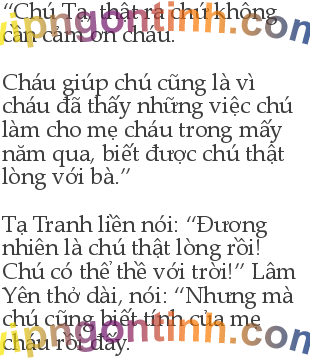 “Chú Tạ, thật ra chú không
cần cảm ơn cháu.
Cháu giúp chú cũng là vì
cháu đã thấy những việc chú
làm cho mẹ cháu trong mấy
năm qua, biết được chú thật
lòng với bà.”
Tạ Tranh liền nói: “Đương
nhiên là chú thật lòng rồi!
Chú có thể thề với trời!” Lâm
Yên thở dài, nói: “Nhưng mà
chú cũng biết tính của mẹ
cháu rồi đấy.
vipngontinh.com
vipngontinh.com